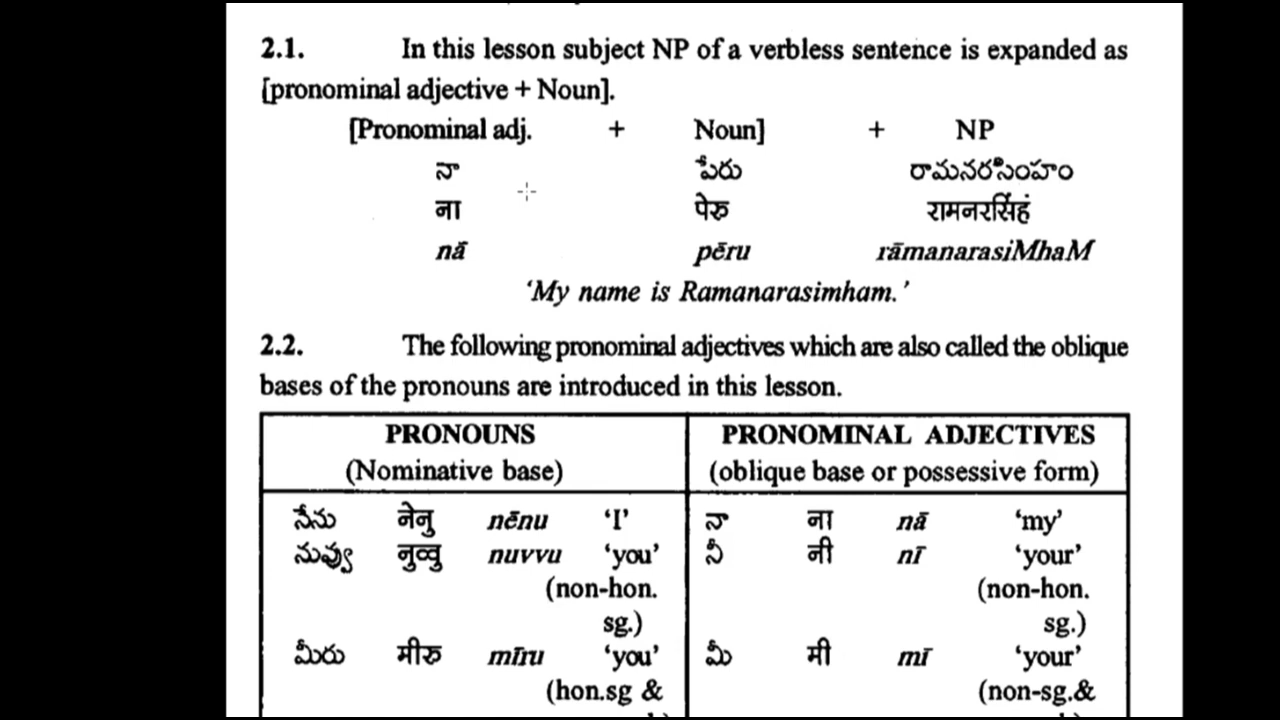 2.1. In this lesson subject NP of a verbless sentence is expanded as
[pronominal adjective + Noun].
[Pronominal adj. + Noun] + NP
నా పేరు రామనరసింహం
ना पेरु रामनरसिंहं
nā pēru rāmanarasiMhaM
'My name is Ramanarasimham.'
2.2. The following pronominal adjectives which are also called the oblique
bases of the pronouns are introduced in this lesson.
PRONOUNS PRONOMINAL ADJECTIVES
(Nominative base) (oblique base or possessive form)
నేను नेनु nēnu 'I' నా ना nā 'my'
నువ్వు नुव्वु nuvvu 'you' నీ नी nī 'your'
(non-hon. (non-hon.
sg.) sg.)
మీరు मीरु mīru 'you' మీ मी mī 'your'
(hon.sg & (non-sg.&